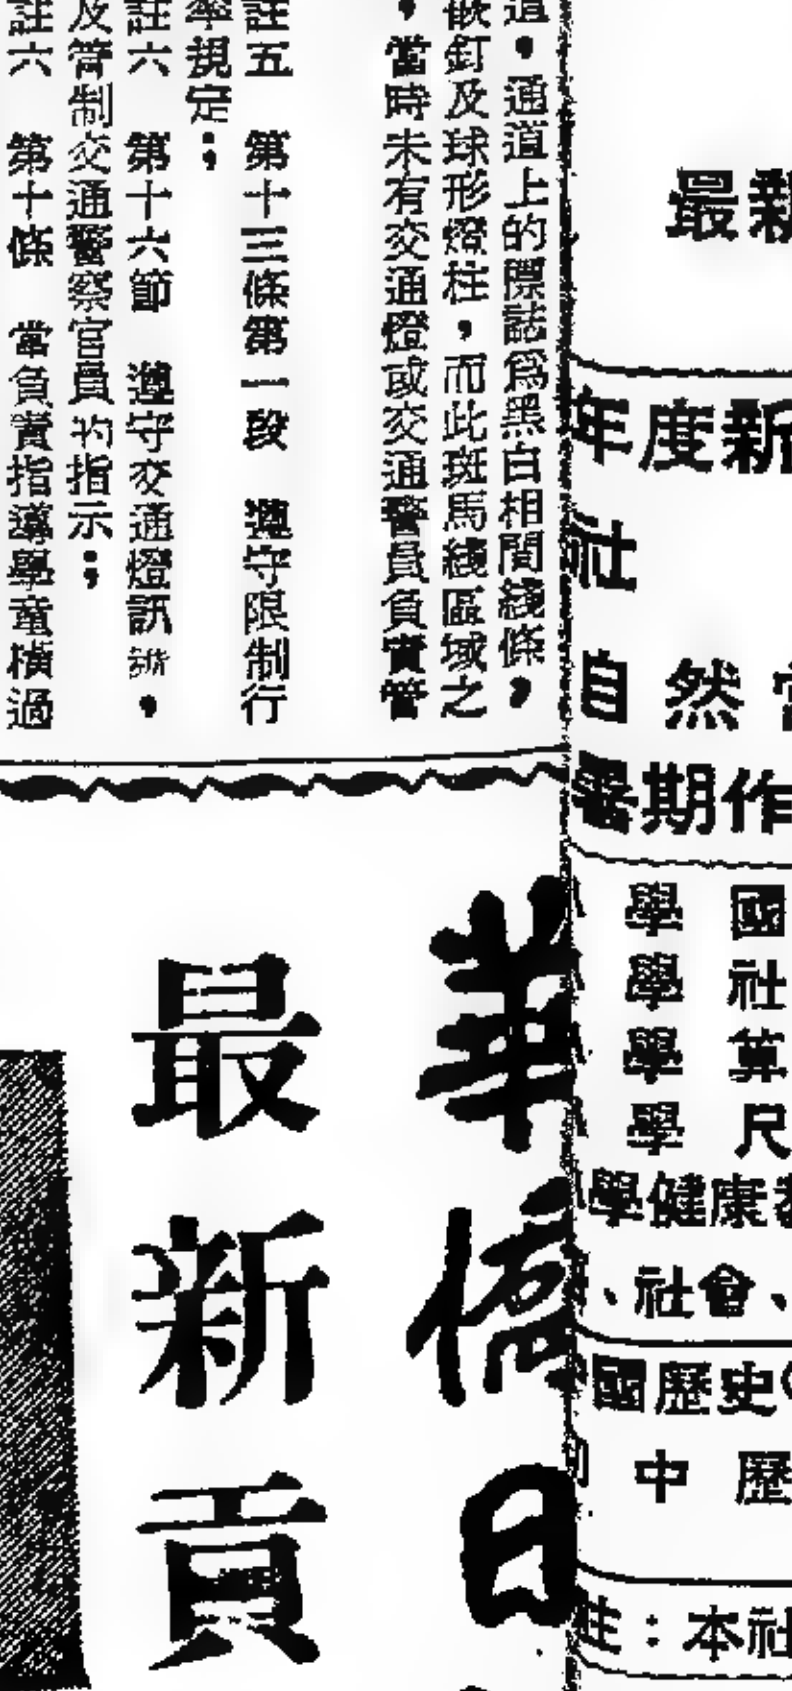 道，通道上的標誌爲黑白相間綫條，
嵌釘及球形燈柱，而此斑馬綫區域之
，當時未有交通燈或交通警員負責管
註五　第十三條第一段　遵守限制行
率規定；
註六　第十六節　遵守交通燈訊號，
及管制交通警察官員的指示；
註六　第十條　當負責指導學童橫過
華僑日
最新貢
最新
年度新
社
自然
暑期作
學國
學社
學算
學尺
學健康教
、社會、
國歷史（
初中歷
註：本社